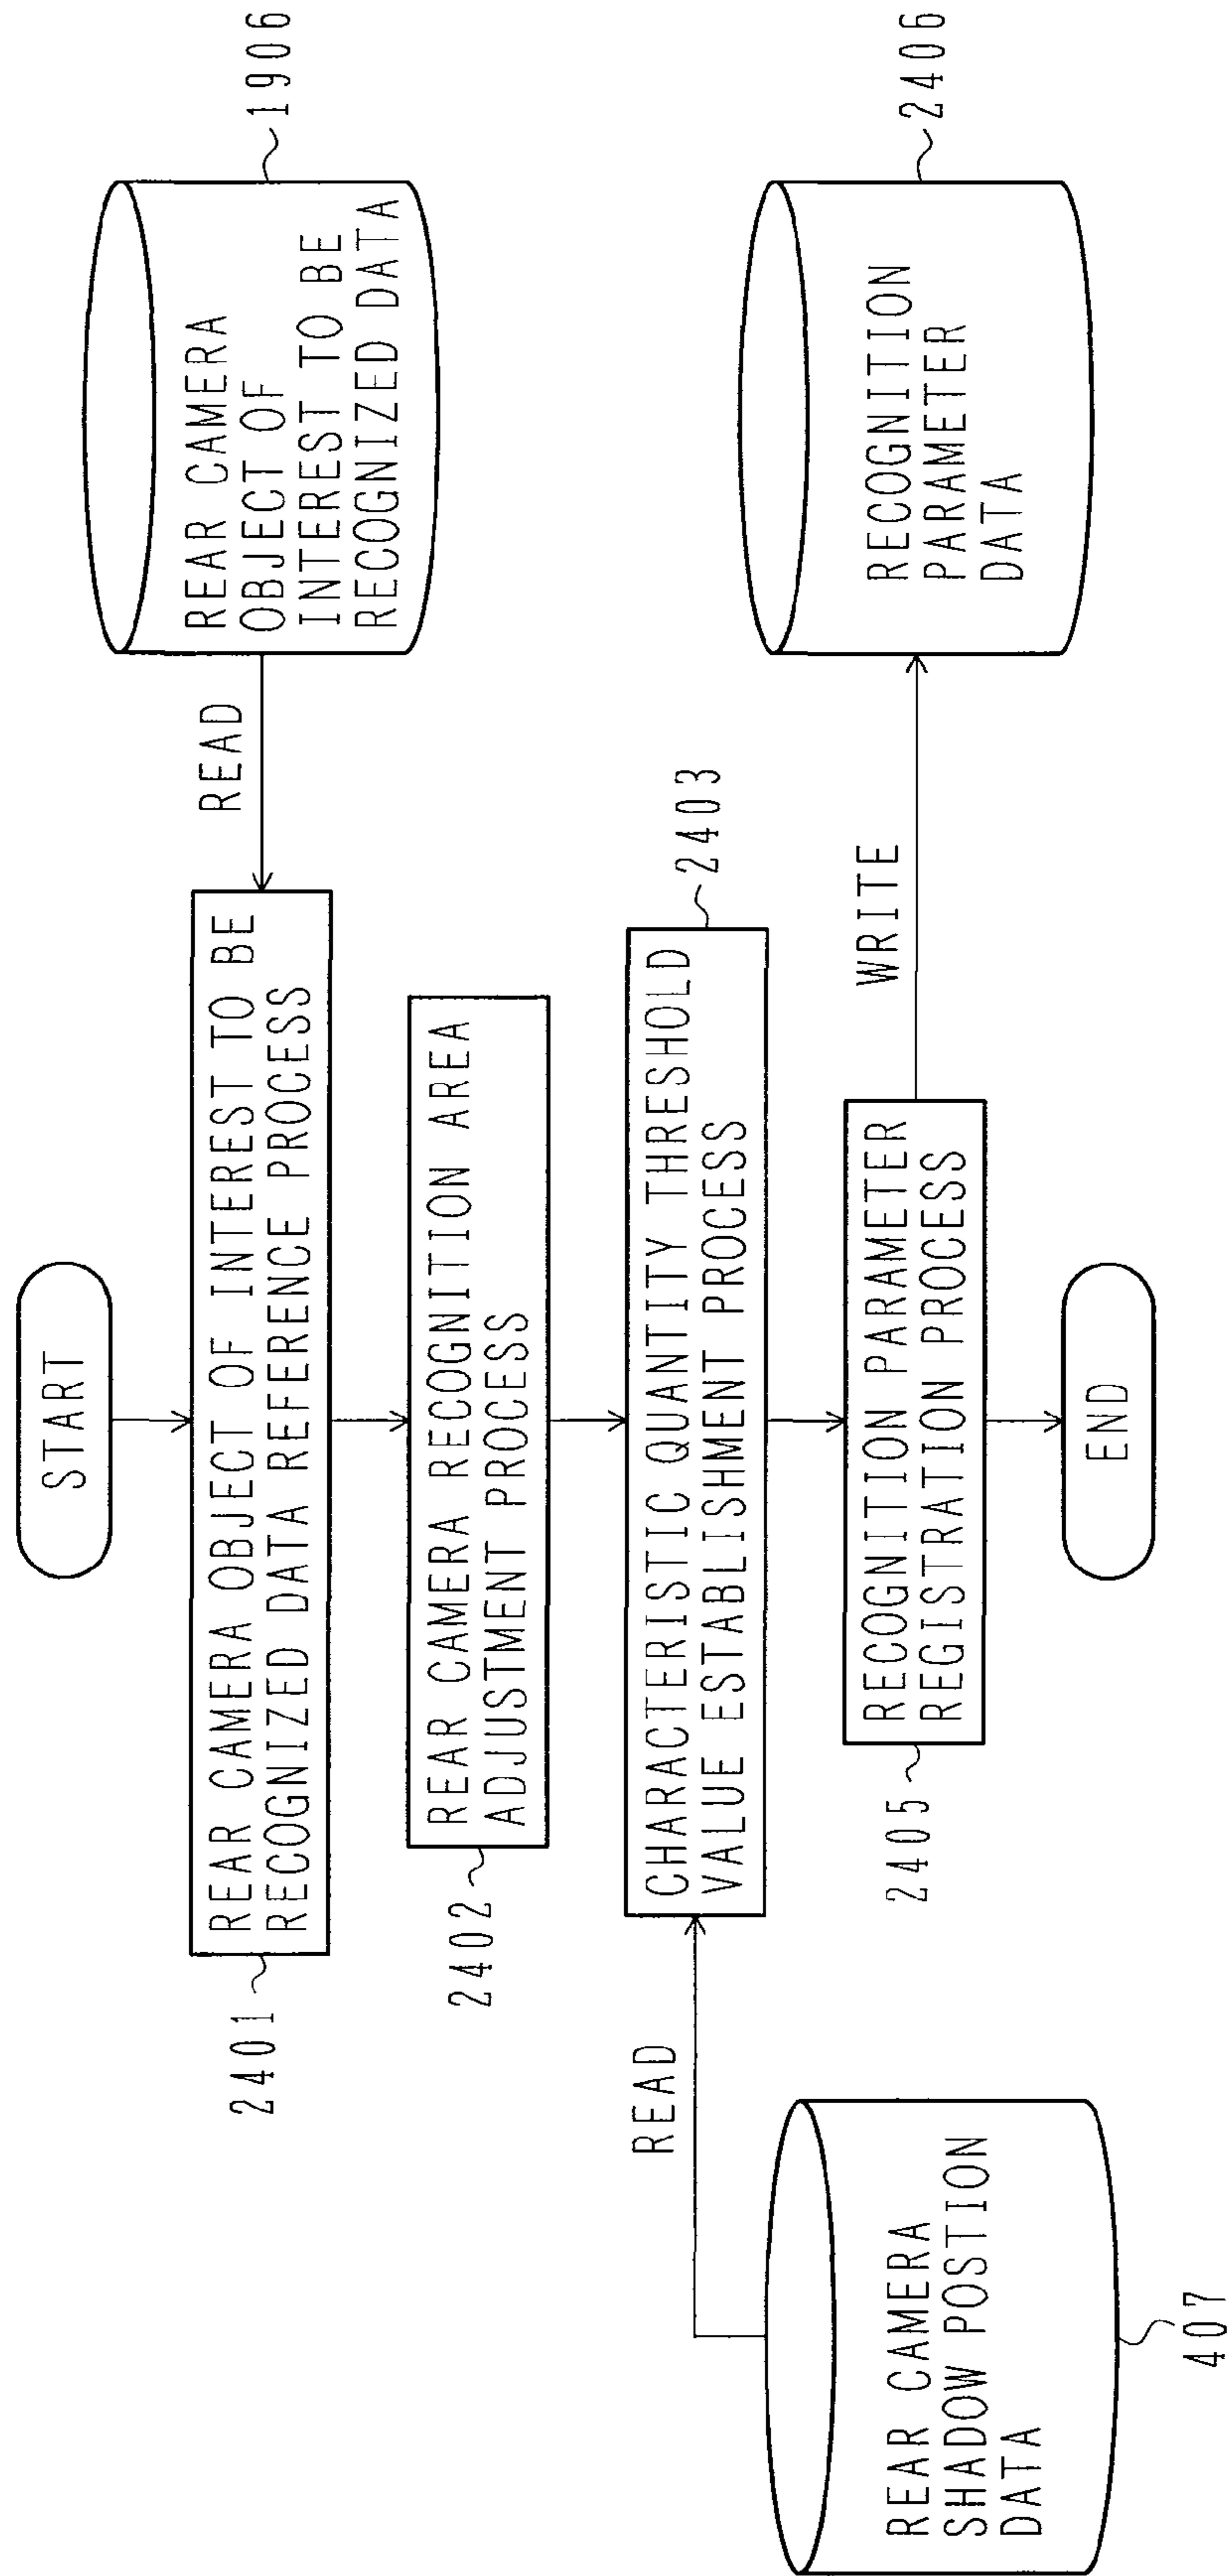 START
REAR CAMERA OBJECT OF INTEREST TO BE
RECOGNIZED DATA REFERENCE PROCESS
2401
READ
REAR CAMERA
OBJECT OF
INTEREST TO BE
RECOGNIZED DATA
1906
REAR CAMERA RECOGNITION AREA
ADJUSTMENT PROCESS
2402
READ
REAR CAMERA
SHADOW POSTION
DATA
407
CHARACTERISTIC QUANTITY THRESHOLD
VALUE ESTABLISHMENT PROCESS
2403
RECOGNITION PARAMETER
REGISTRATION PROCESS
2405
WRITE
RECOGNITION
PARAMETER
DATA
2406
END